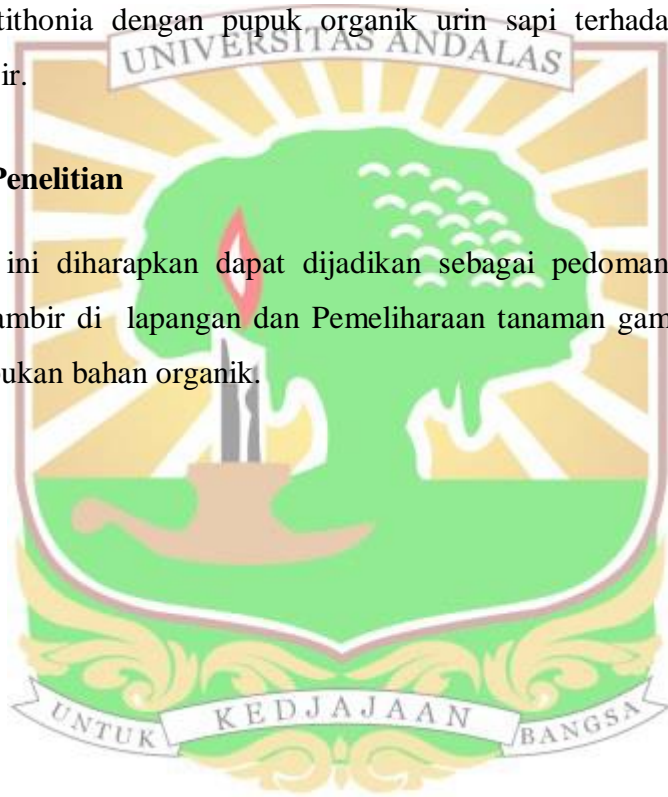 tithonia dengan pupuk organik urin sapi terhada
UNIVERSITAS ANDALAS
ir.
Penelitian
ini diharapkan dapat dijadikan sebagai pedoman
ambir di lapangan dan Pemeliharaan tanaman gam
pukan bahan organik.
UNTUK KEDJAJAAN BANGSA